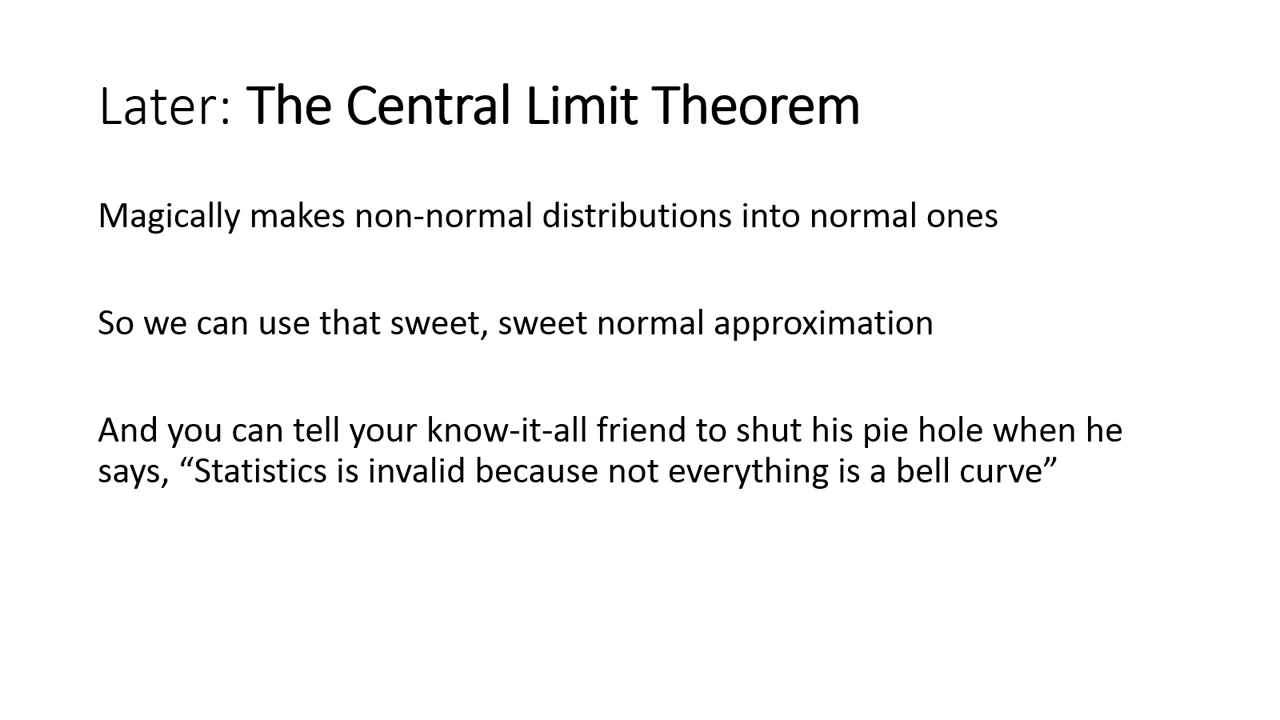 Later: The Central Limit Theorem
Magically makes non-normal distributions into normal ones
So we can use that sweet, sweet normal approximation
And you can tell your know-it-all friend to shut his pie hole when he
says, “Statistics is invalid because not everything is a bell curve”